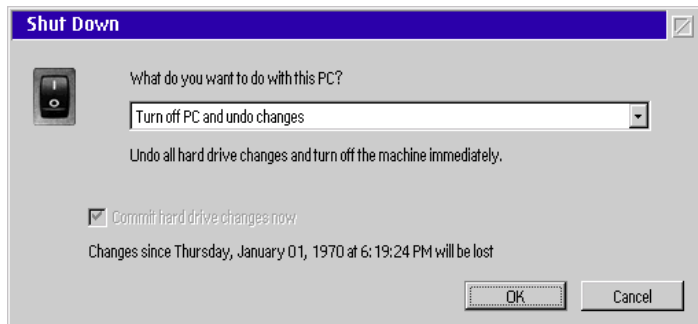 Shut Down
What do you want to do with this PC?
Turn off PC and undo changes
Undo all hard drive changes and turn off the machine immediately.
Commit hard drive changes now
Changes since Thursday, January 01, 1970 at 6:19:24 PM will be lost
OK Cancel